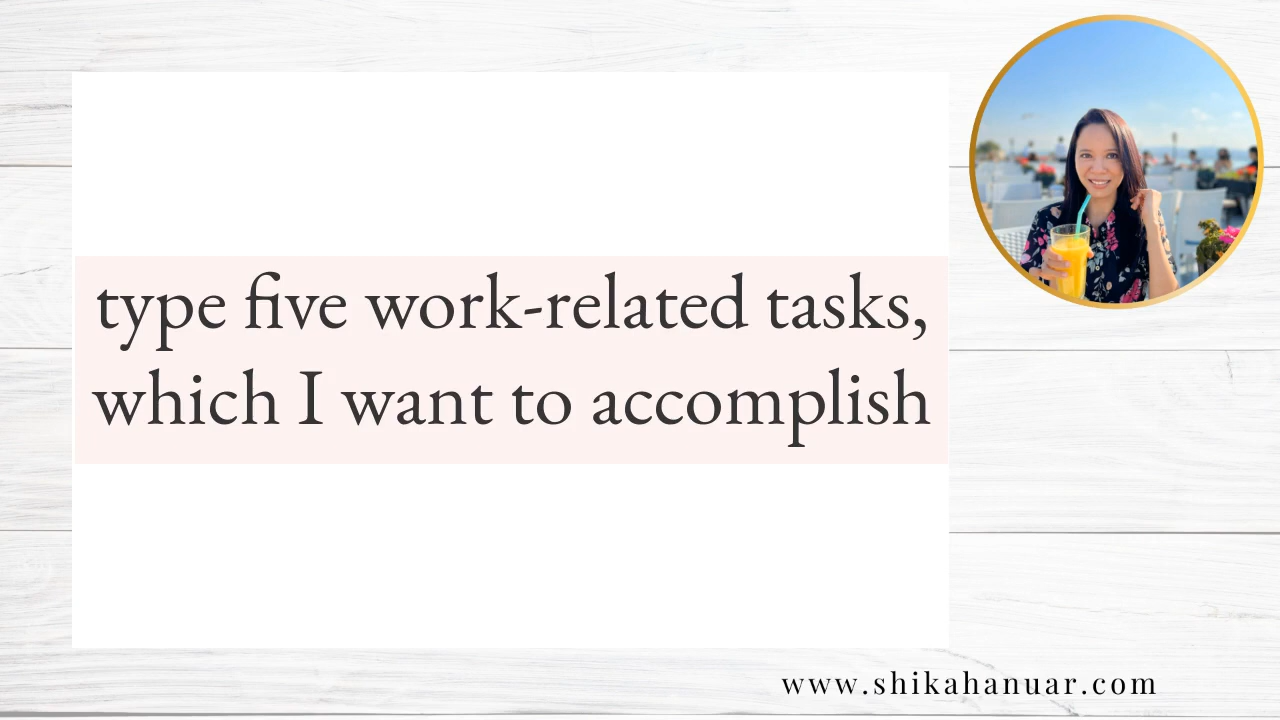 type five work-related tasks,
which I want to accomplish
www.shikahanuar.com